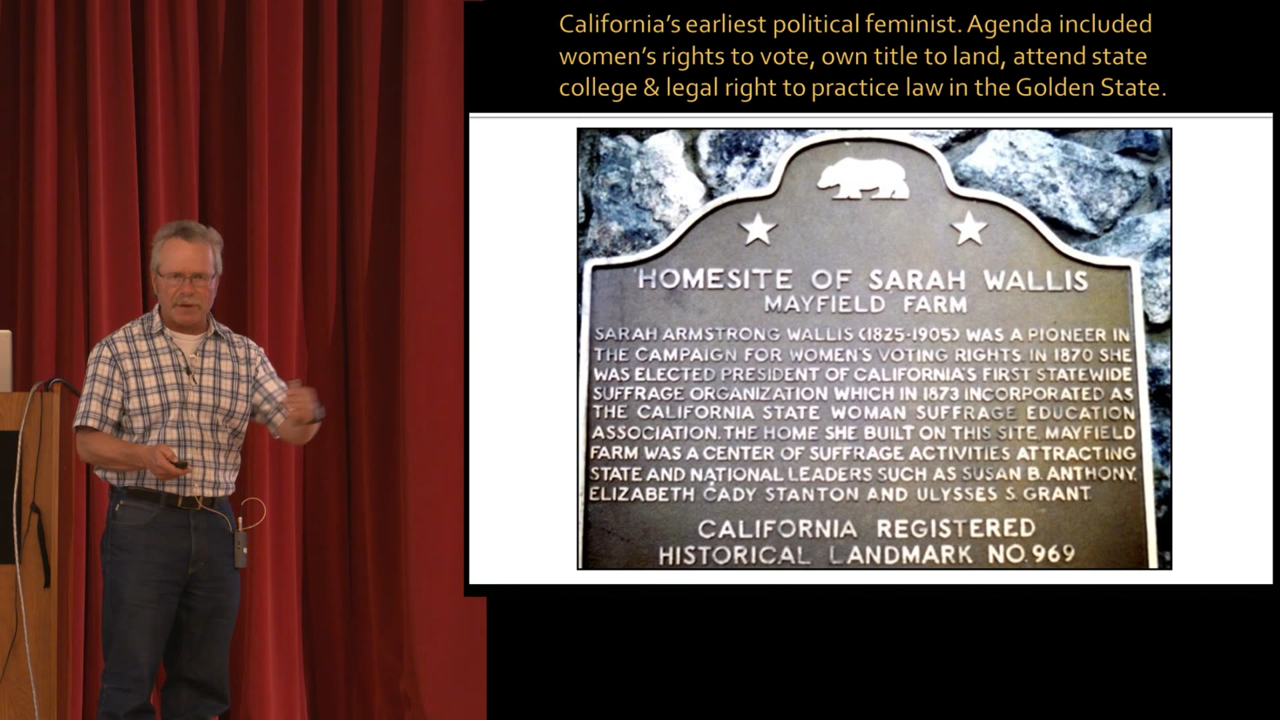 California's earliest political feminist. Agenda included
women's rights to vote, own title to land, attend state
college & legal right to practice law in the Golden State.
HOMESITE OF SARAH WALLIS
MAYFIELD FARM
SARAH ARMSTRONG WALLIS (1825-1905) WAS A PIONEER IN
THE CAMPAIGN FOR WOMEN'S VOTING RIGHTS. IN 1870 SHE
WAS ELECTED PRESIDENT OF CALIFORNIA'S FIRST STATEWIDE
SUFFRAGE ORGANIZATION WHICH IN 1873 INCORPORATED AS
THE CALIFORNIA STATE WOMAN SUFFRAGE EDUCATION
ASSOCIATION. THE HOME SHE BUILT ON THIS SITE, MAYFIELD
FARM WAS A CENTER OF SUFFRAGE ACTIVITIES ATTRACTING
STATE AND NATIONAL LEADERS SUCH AS SUSAN B. ANTHONY,
ELIZABETH CADY STANTON AND ULYSSES S. GRANT
CALIFORNIA REGISTERED
HISTORICAL LANDMARK NO. 969